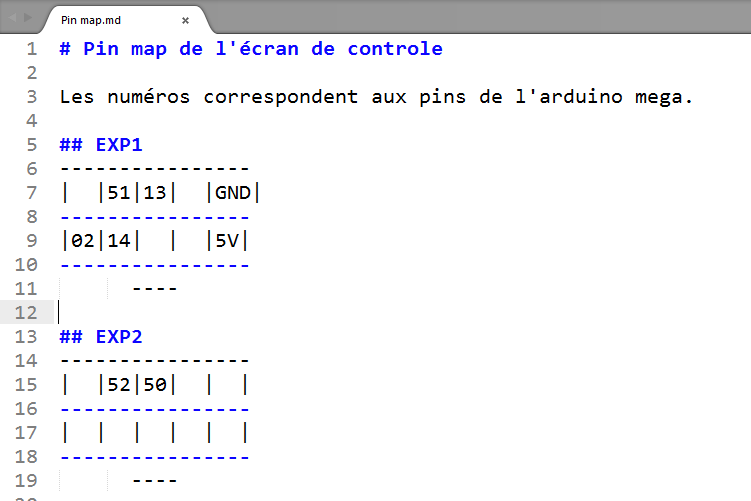 Pin map.md ×
1 # Pin map de l'écran de controle
2
3 Les numéros correspondent aux pins de l'arduino mega.
4
5 ## EXP1
6 ----------------
7 |  |51|13|  |GND|
8 ----------------
9 |02|14|  |  |5V|
10 ----------------
11       ----
12
13 ## EXP2
14 ----------------
15 |  |52|50|  |  |
16 ----------------
17 |  |  |  |  |  |
18 ----------------
19       ----